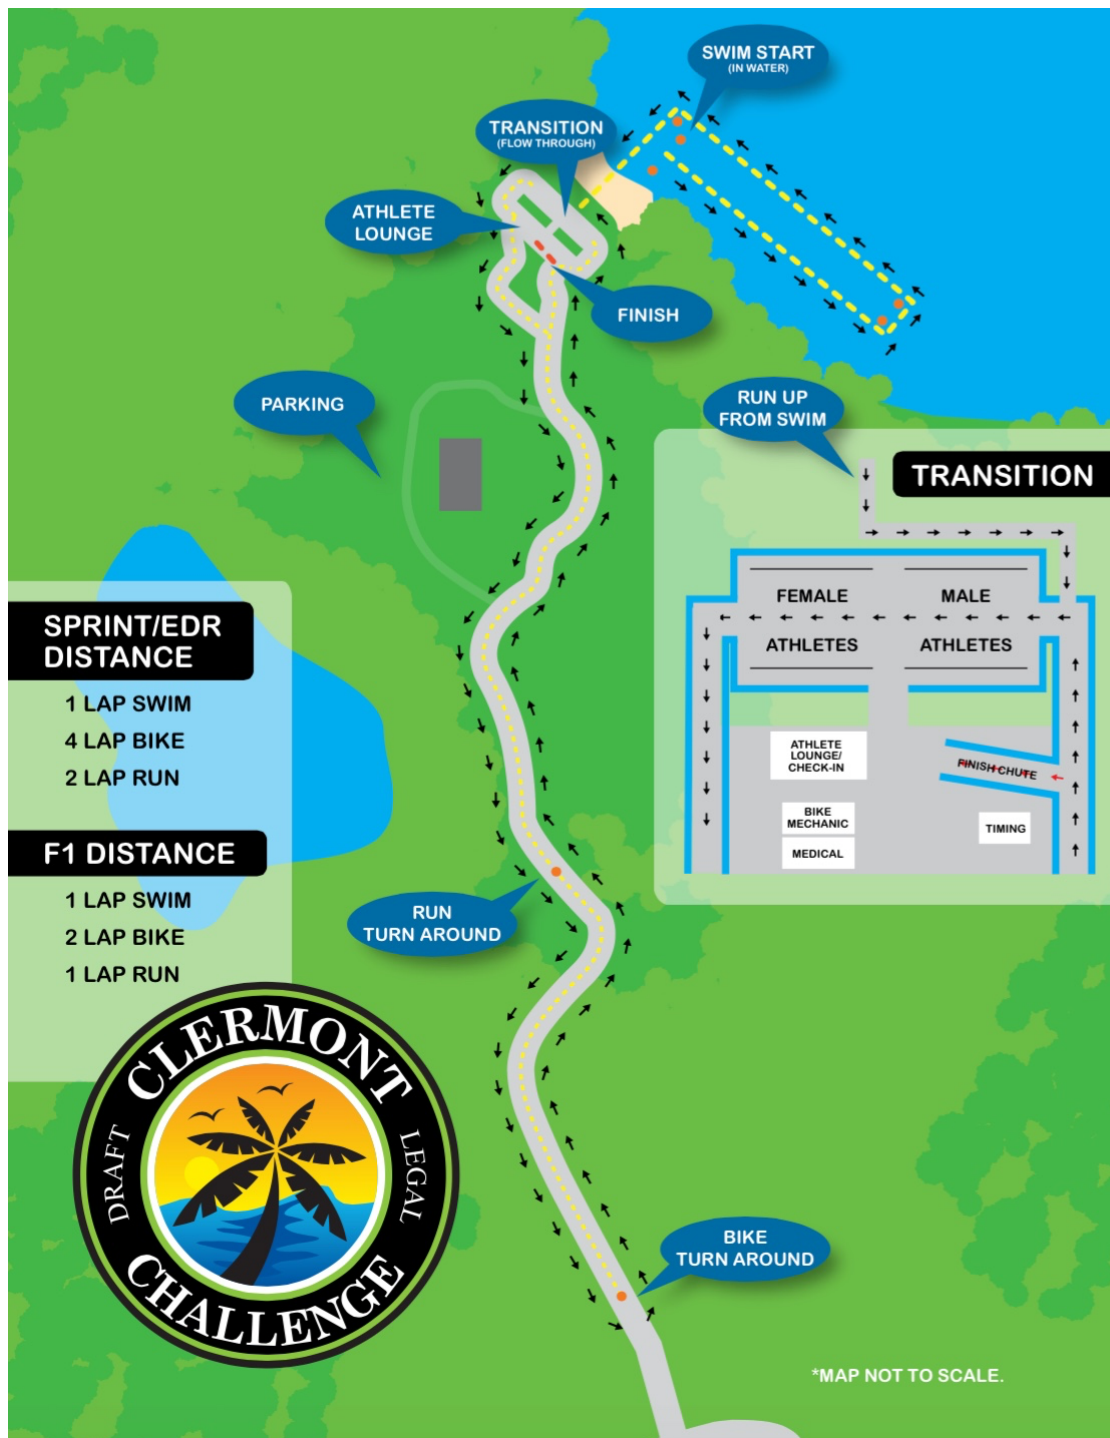 SWIM START
(IN WATER)
TRANSITION
(FLOW THROUGH)
ATHLETE
LOUNGE
FINISH
PARKING
RUN UP
FROM SWIM
TRANSITION
FEMALE
MALE
ATHLETES
ATHLETES
ATHLETE
LOUNGE/
CHECK-IN
FINISH CHUTE
BIKE
MECHANIC
TIMING
MEDICAL
SPRINT/EDR
DISTANCE
1 LAP SWIM
4 LAP BIKE
2 LAP RUN
F1 DISTANCE
1 LAP SWIM
2 LAP BIKE
1 LAP RUN
RUN
TURN AROUND
CLERMONT
DRAFT
LEGAL
CHALLENGE
BIKE
TURN AROUND
*MAP NOT TO SCALE.